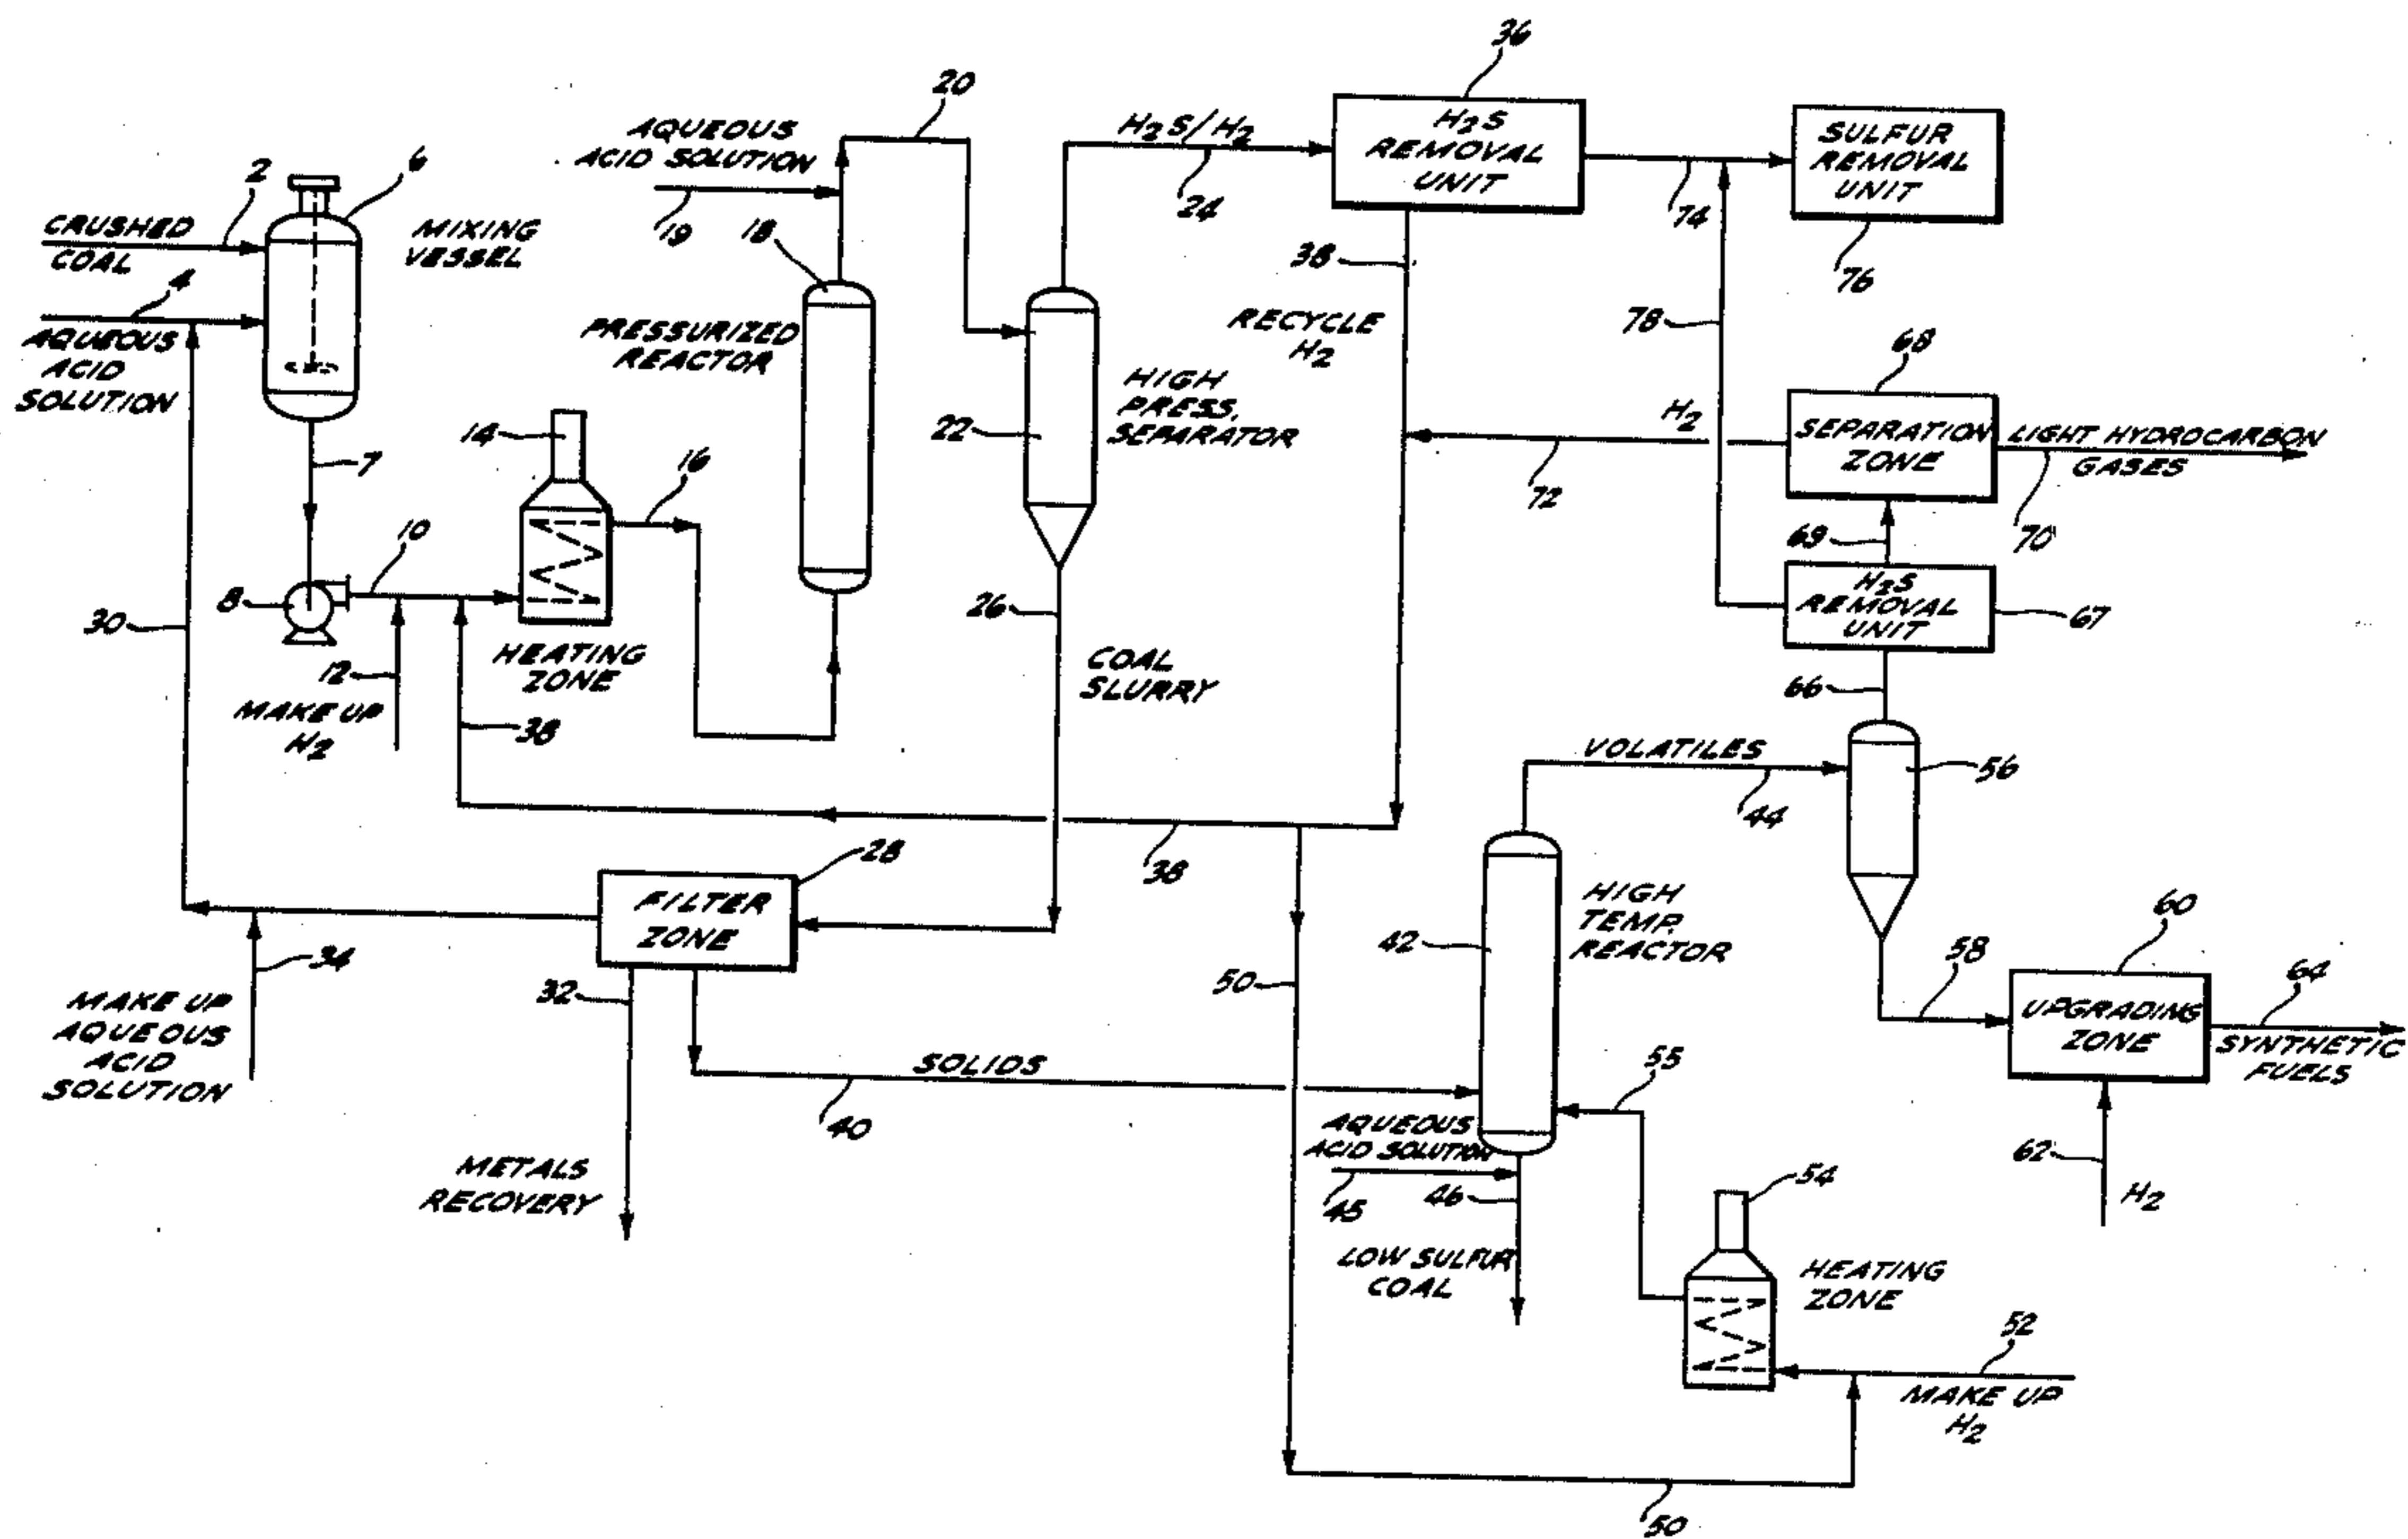 36
20
AQUEOUS
ACID SOLUTION
H2S/H2
H2S
REMOVAL
UNIT
SULFUR
REMOVAL
UNIT
2
6
CRUSHED
COAL
MIXING
VESSEL
19
18
24
74
76
38
4
AQUEOUS
ACID
SOLUTION
PRESSURIZED
REACTOR
RECYCLE
H2
78
68
HIGH
PRESS.
SEPARATOR
22
14
16
7
H2
SEPARATION
ZONE
LIGHT HYDROCARBON
GASES
72
70
69
10
8
30
12
MAKE UP
H2
HEATING
ZONE
38
26
COAL
SLURRY
H2S
REMOVAL
UNIT
67
66
VOLATILES
44
56
38
28
FILTER
ZONE
HIGH
TEMP.
REACTOR
42
60
58
64
UPGRADING
ZONE
SYNTHETIC
FUELS
34
MAKE UP
AQUEOUS
ACID
SOLUTION
32
50
SOLIDS
40
55
AQUEOUS
ACID SOLUTION
45
46
62
H2
METALS
RECOVERY
54
LOW SULFUR
COAL
HEATING
ZONE
52
MAKE UP
H2
50